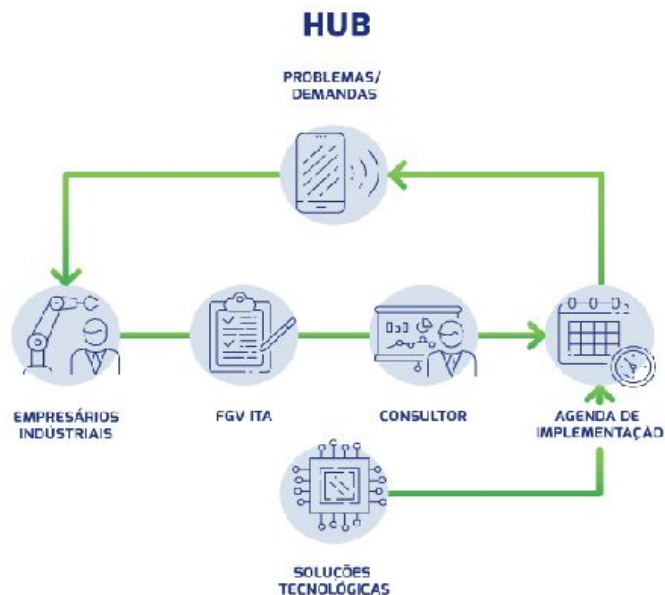 HUB
PROBLEMAS/
DEMANDAS
EMPRESÁRIOS
INDÚSTRIAIS
FGV ITA
CONSULTOR
AGENDA DE
IMPLEMENTAÇÃO
SOLUÇÕES
TECNOLÓGICAS